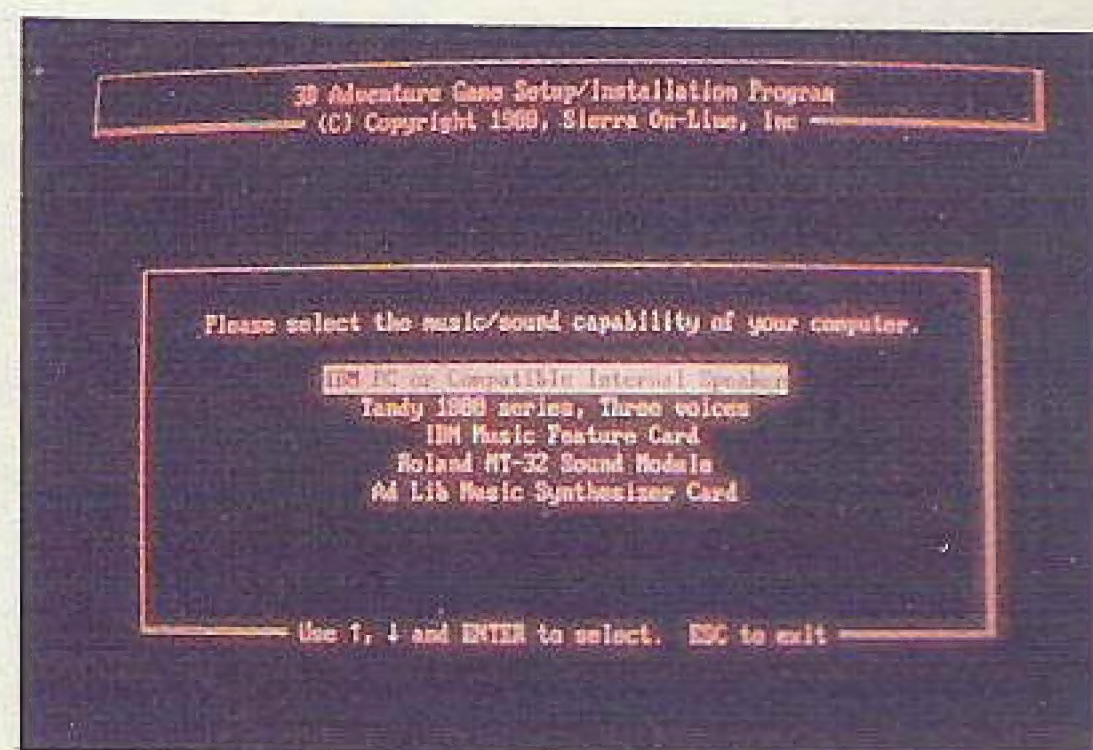 3D Adventure Game Setup/Installation Program
(C) Copyright 1988, Sierra On-Line, Inc
Please select the music/sound capability of your computer.
IBM PC or Compatible Internal Speaker
Tandy 1000 series, Three voices
IBM Music Feature Card
Roland MT-32 Sound Module
Ad Lib Music Synthesizer Card
Use ↑, ↓ and ENTER to select. ESC to exit